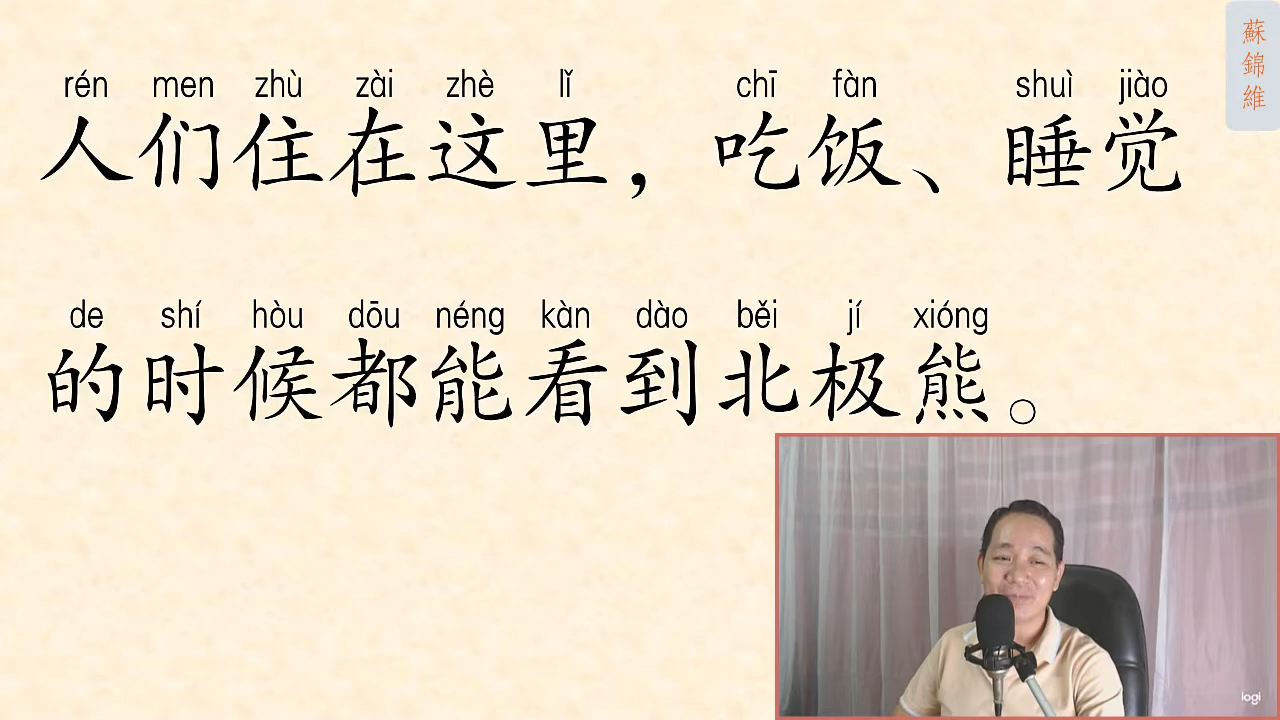 rén men zhù zài zhè lǐ chī fàn shuì jiào
人们住在这里，吃饭、睡觉
de shí hòu dōu néng kàn dào běi jí xióng
的时候都能看到北极熊。
蘇錦維
logi